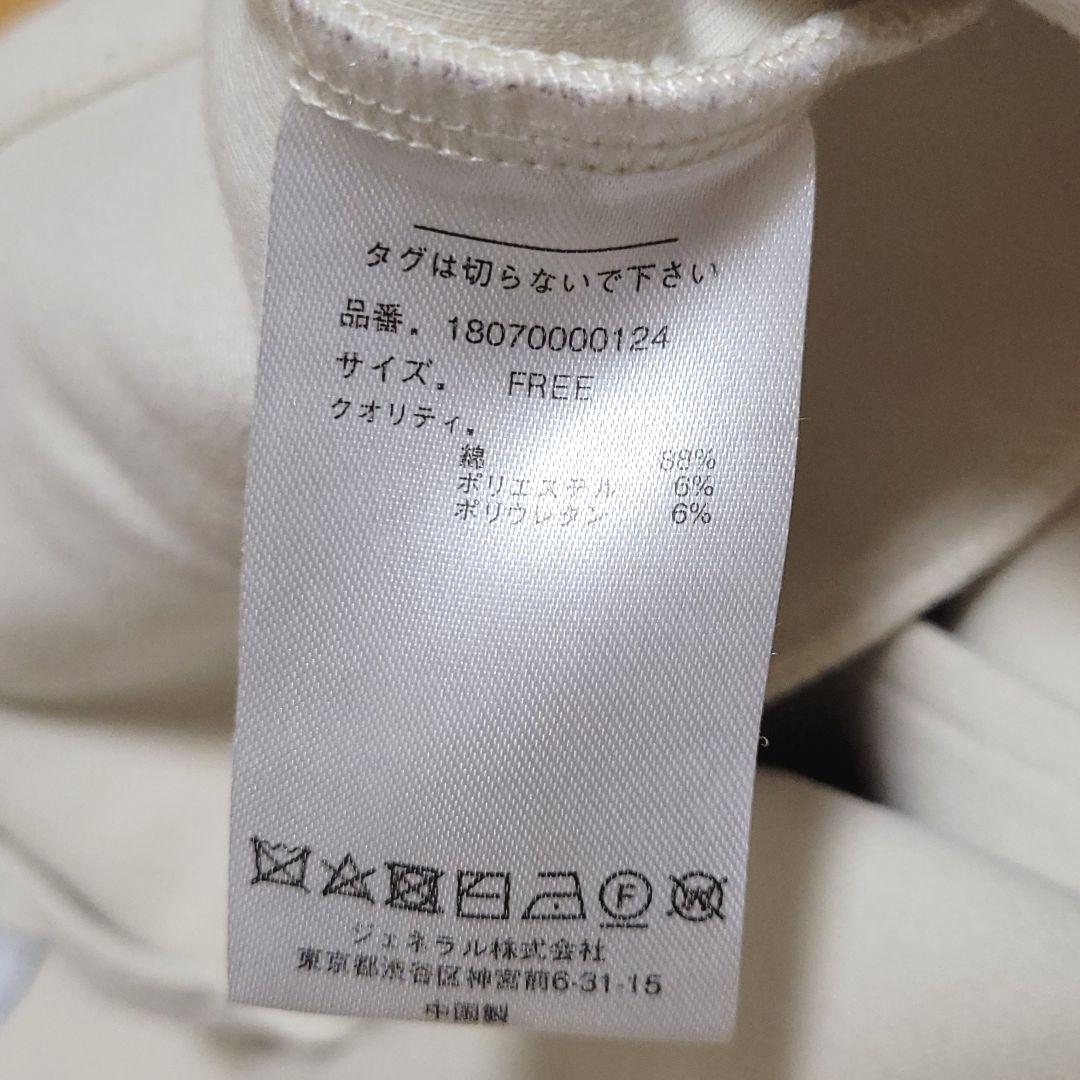 タグは切らないで下さい
品番. 18070000124
サイズ. FREE
クオリティ.
綿 88%
ポリエステル 6%
ポリウレタン 6%
F
W
ジェネラル株式会社
東京都渋谷区神宮前6-31-15
中国製